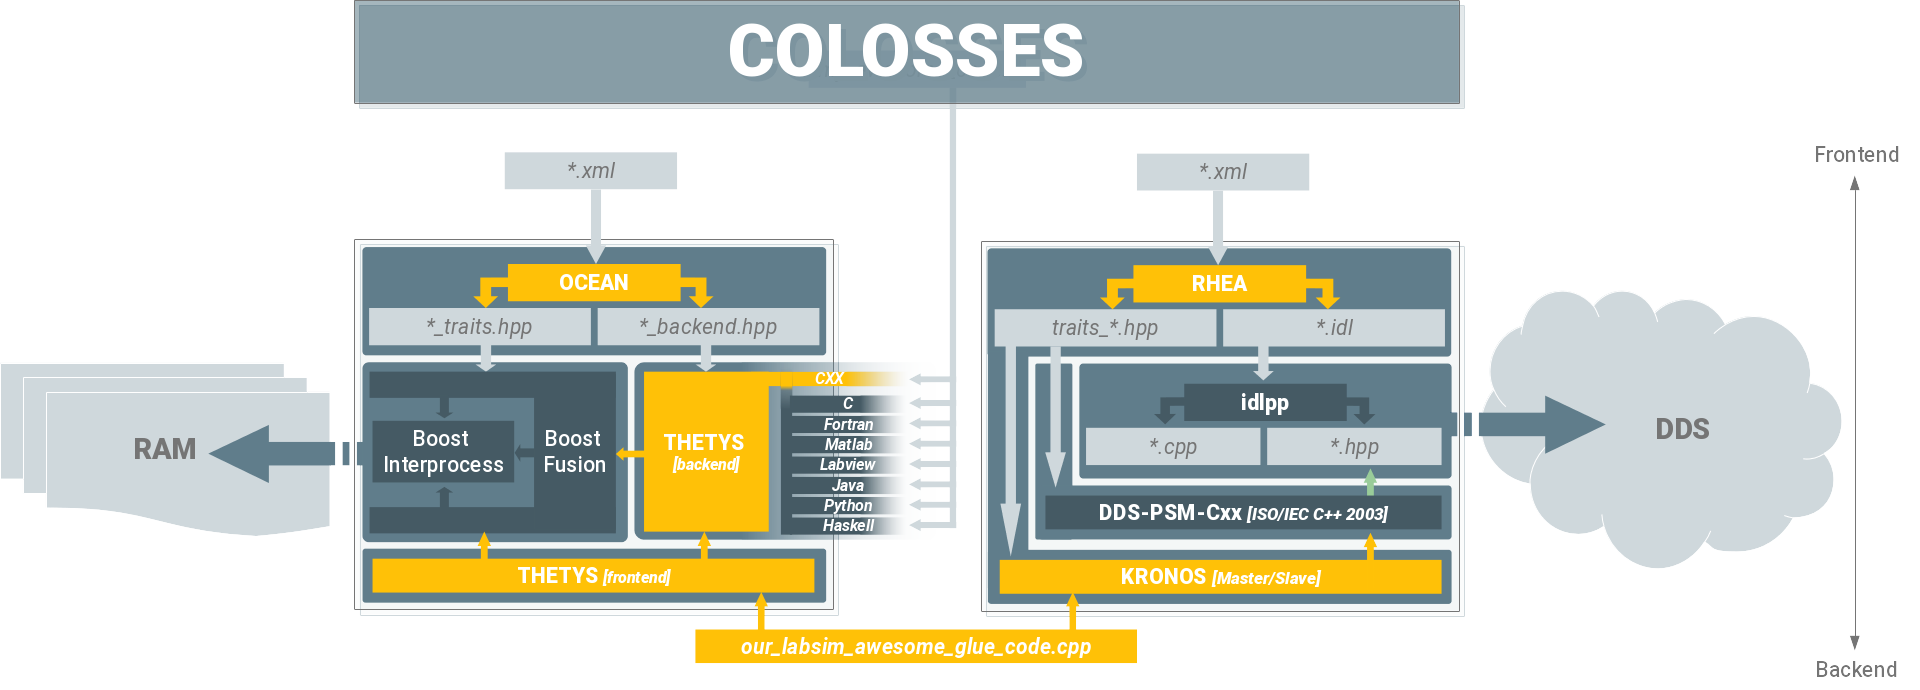 COLOSSES
*.xml
*.xml
Frontend
OCEAN
*_traits.hpp
*_backend.hpp
RHEA
traits_*.hpp
*.idl
RAM
Boost
Interprocess
Boost
Fusion
THETYS
[backend]
CXX
C
Fortran
Matlab
Labview
Java
Python
Haskell
THETYS [frontend]
idlpp
*.cpp
*.hpp
DDS-PSM-Cxx [ISO/IEC C++ 2003]
KRONOS [Master/Slave]
DDS
our_labsim_awesome_glue_code.cpp
Backend